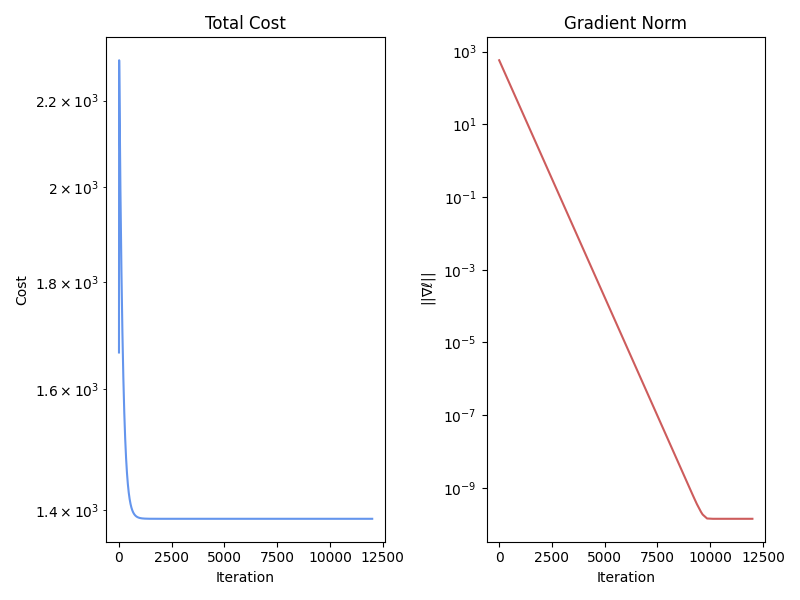 Total Cost
Cost
2.2 × 10³
2 × 10³
1.8 × 10³
1.6 × 10³
1.4 × 10³
0 2500 5000 7500 10000 12500
Iteration
Gradient Norm
||∇ℓ||
10³
10¹
10⁻¹
10⁻³
10⁻⁵
10⁻⁷
10⁻⁹
0 2500 5000 7500 10000 12500
Iteration